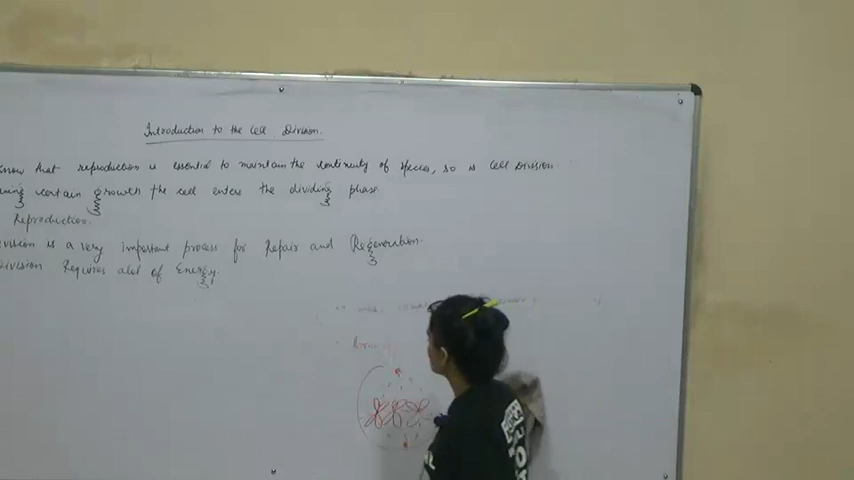 Introduction to the Cell Division.
know that reproduction is essential to maintain the continuity of species, so is Cell Division
certain growth the cell enters the dividing phase.
Reproduction.
is a very important process for Repair and Regeneration.
Division Requires alot of Energy.